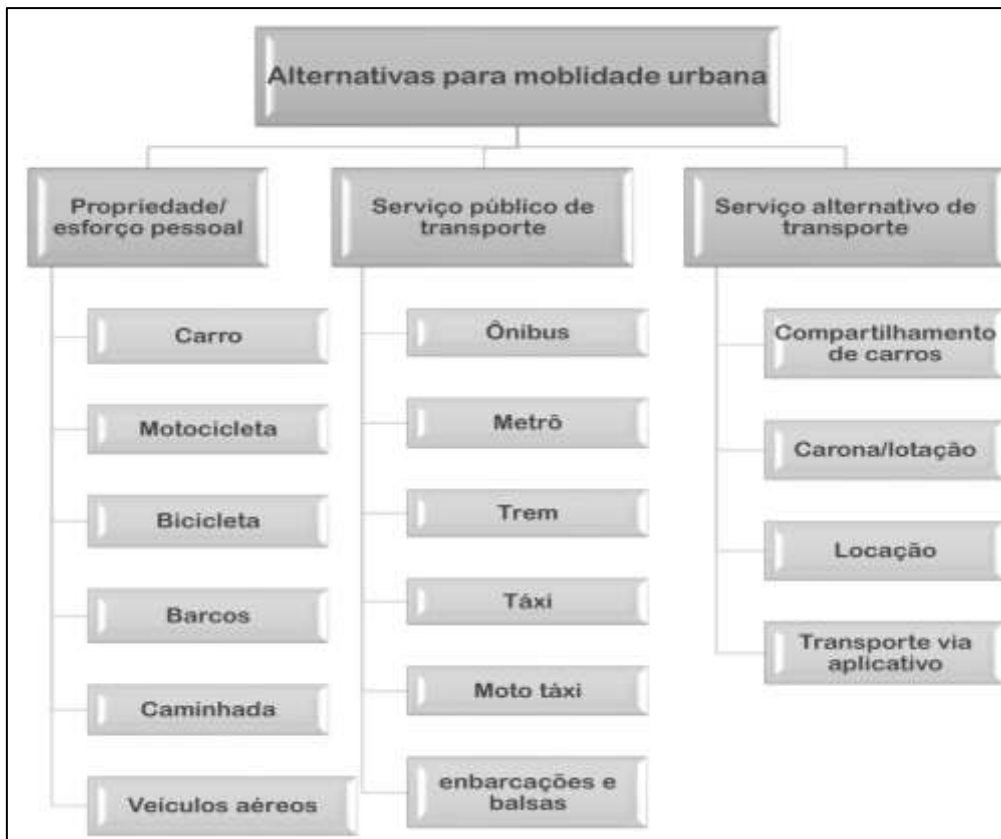 Alternativas para moblidade urbana
Propriedade/
esforço pessoal
Carro
Motocicleta
Bicicleta
Barcos
Caminhada
Veículos aéreos
Serviço público de
transporte
Ônibus
Metrô
Trem
Táxi
Moto táxi
enbarcações e
balsas
Serviço alternativo de
transporte
Compartilhamento
de carros
Carona/lotação
Locação
Transporte via
aplicativo